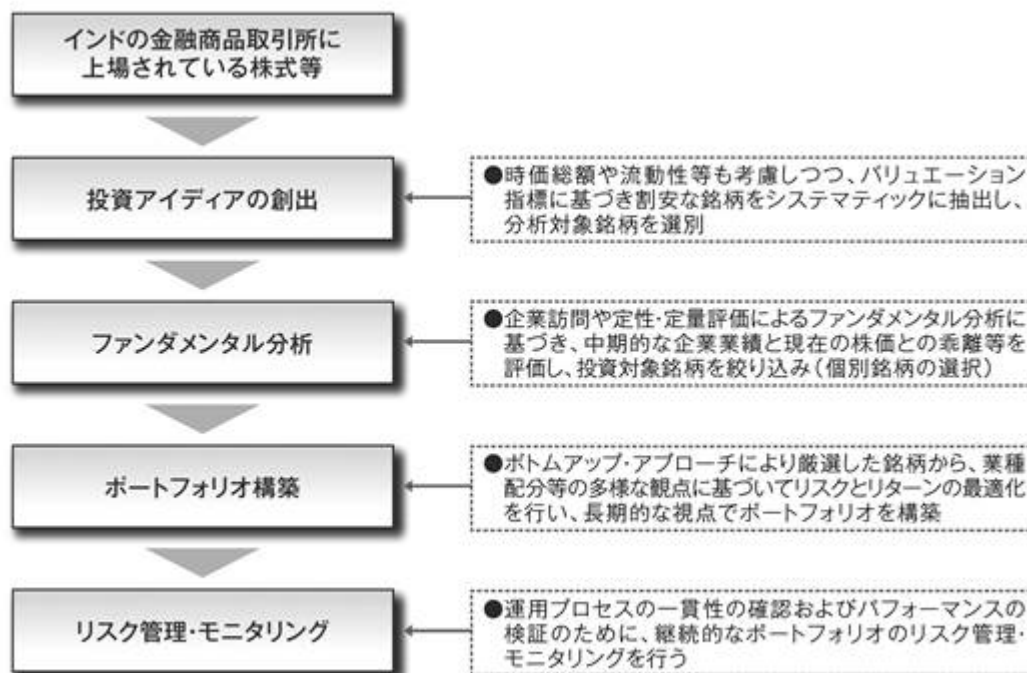 インドの金融商品取引所に
上場されている株式等
投資アイディアの創出
●時価総額や流動性等も考慮しつつ、バリュエーション
指標に基づき割安な銘柄をシステマティックに抽出し、
分析対象銘柄を選別
ファンダメンタル分析
●企業訪問や定性・定量評価によるファンダメンタル分析に
基づき、中期的な企業業績と現在の株価との乖離等を
評価し、投資対象銘柄を絞り込み(個別銘柄の選択)
ポートフォリオ構築
●ボトムアップ・アプローチにより厳選した銘柄から、業種
配分等の多様な観点に基づいてリスクとリターンの最適化
を行い、長期的な視点でポートフォリオを構築
リスク管理・モニタリング
●運用プロセスの一貫性の確認およびパフォーマンスの
検証のために、継続的なポートフォリオのリスク管理・
モニタリングを行う